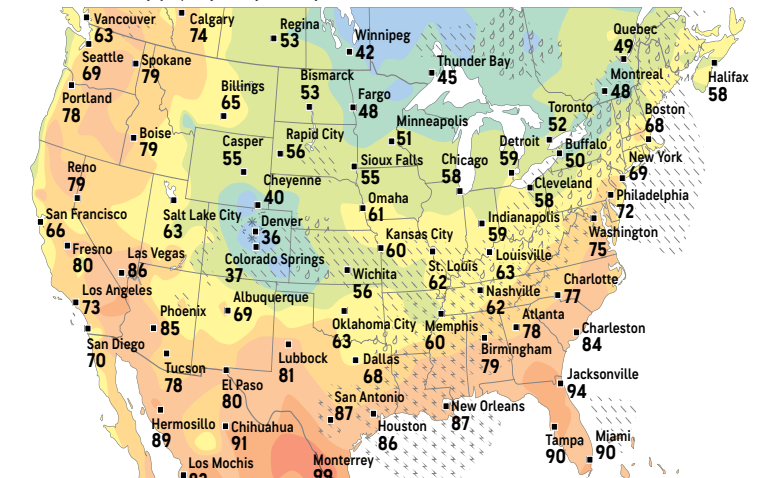 Vancouver
63
Calgary
74
Regina
53
Winnipeg
42
Quebec
49
Seattle
69
Spokane
79
Thunder Bay
45
Montreal
48
Halifax
58
Portland
78
Billings
65
Bismarck
53
Fargo
48
Toronto
52
Boston
68
Boise
79
Casper
55
Rapid City
56
Minneapolis
51
Detroit
59
Buffalo
50
Reno
79
Cheyenne
40
Sioux Falls
55
Chicago
58
New York
69
Cleveland
58
Philadelphia
72
San Francisco
66
Salt Lake City
63
Denver
36
Omaha
61
Indianapolis
59
Washington
75
Fresno
80
Las Vegas
86
Colorado Springs
37
Kansas City
60
St. Louis
62
Louisville
63
Wichita
56
Los Angeles
73
Phoenix
85
Albuquerque
69
Oklahoma City
63
Memphis
60
Nashville
62
Charlotte
77
Atlanta
78
Charleston
84
San Diego
70
Tucson
78
Lubbock
81
Dallas
68
Birmingham
79
El Paso
80
Jacksonville
94
San Antonio
87
New Orleans
87
Hermosillo
89
Chihuahua
91
Houston
86
Tampa
90
Miami
90
Los Mochis
Monterrey
99